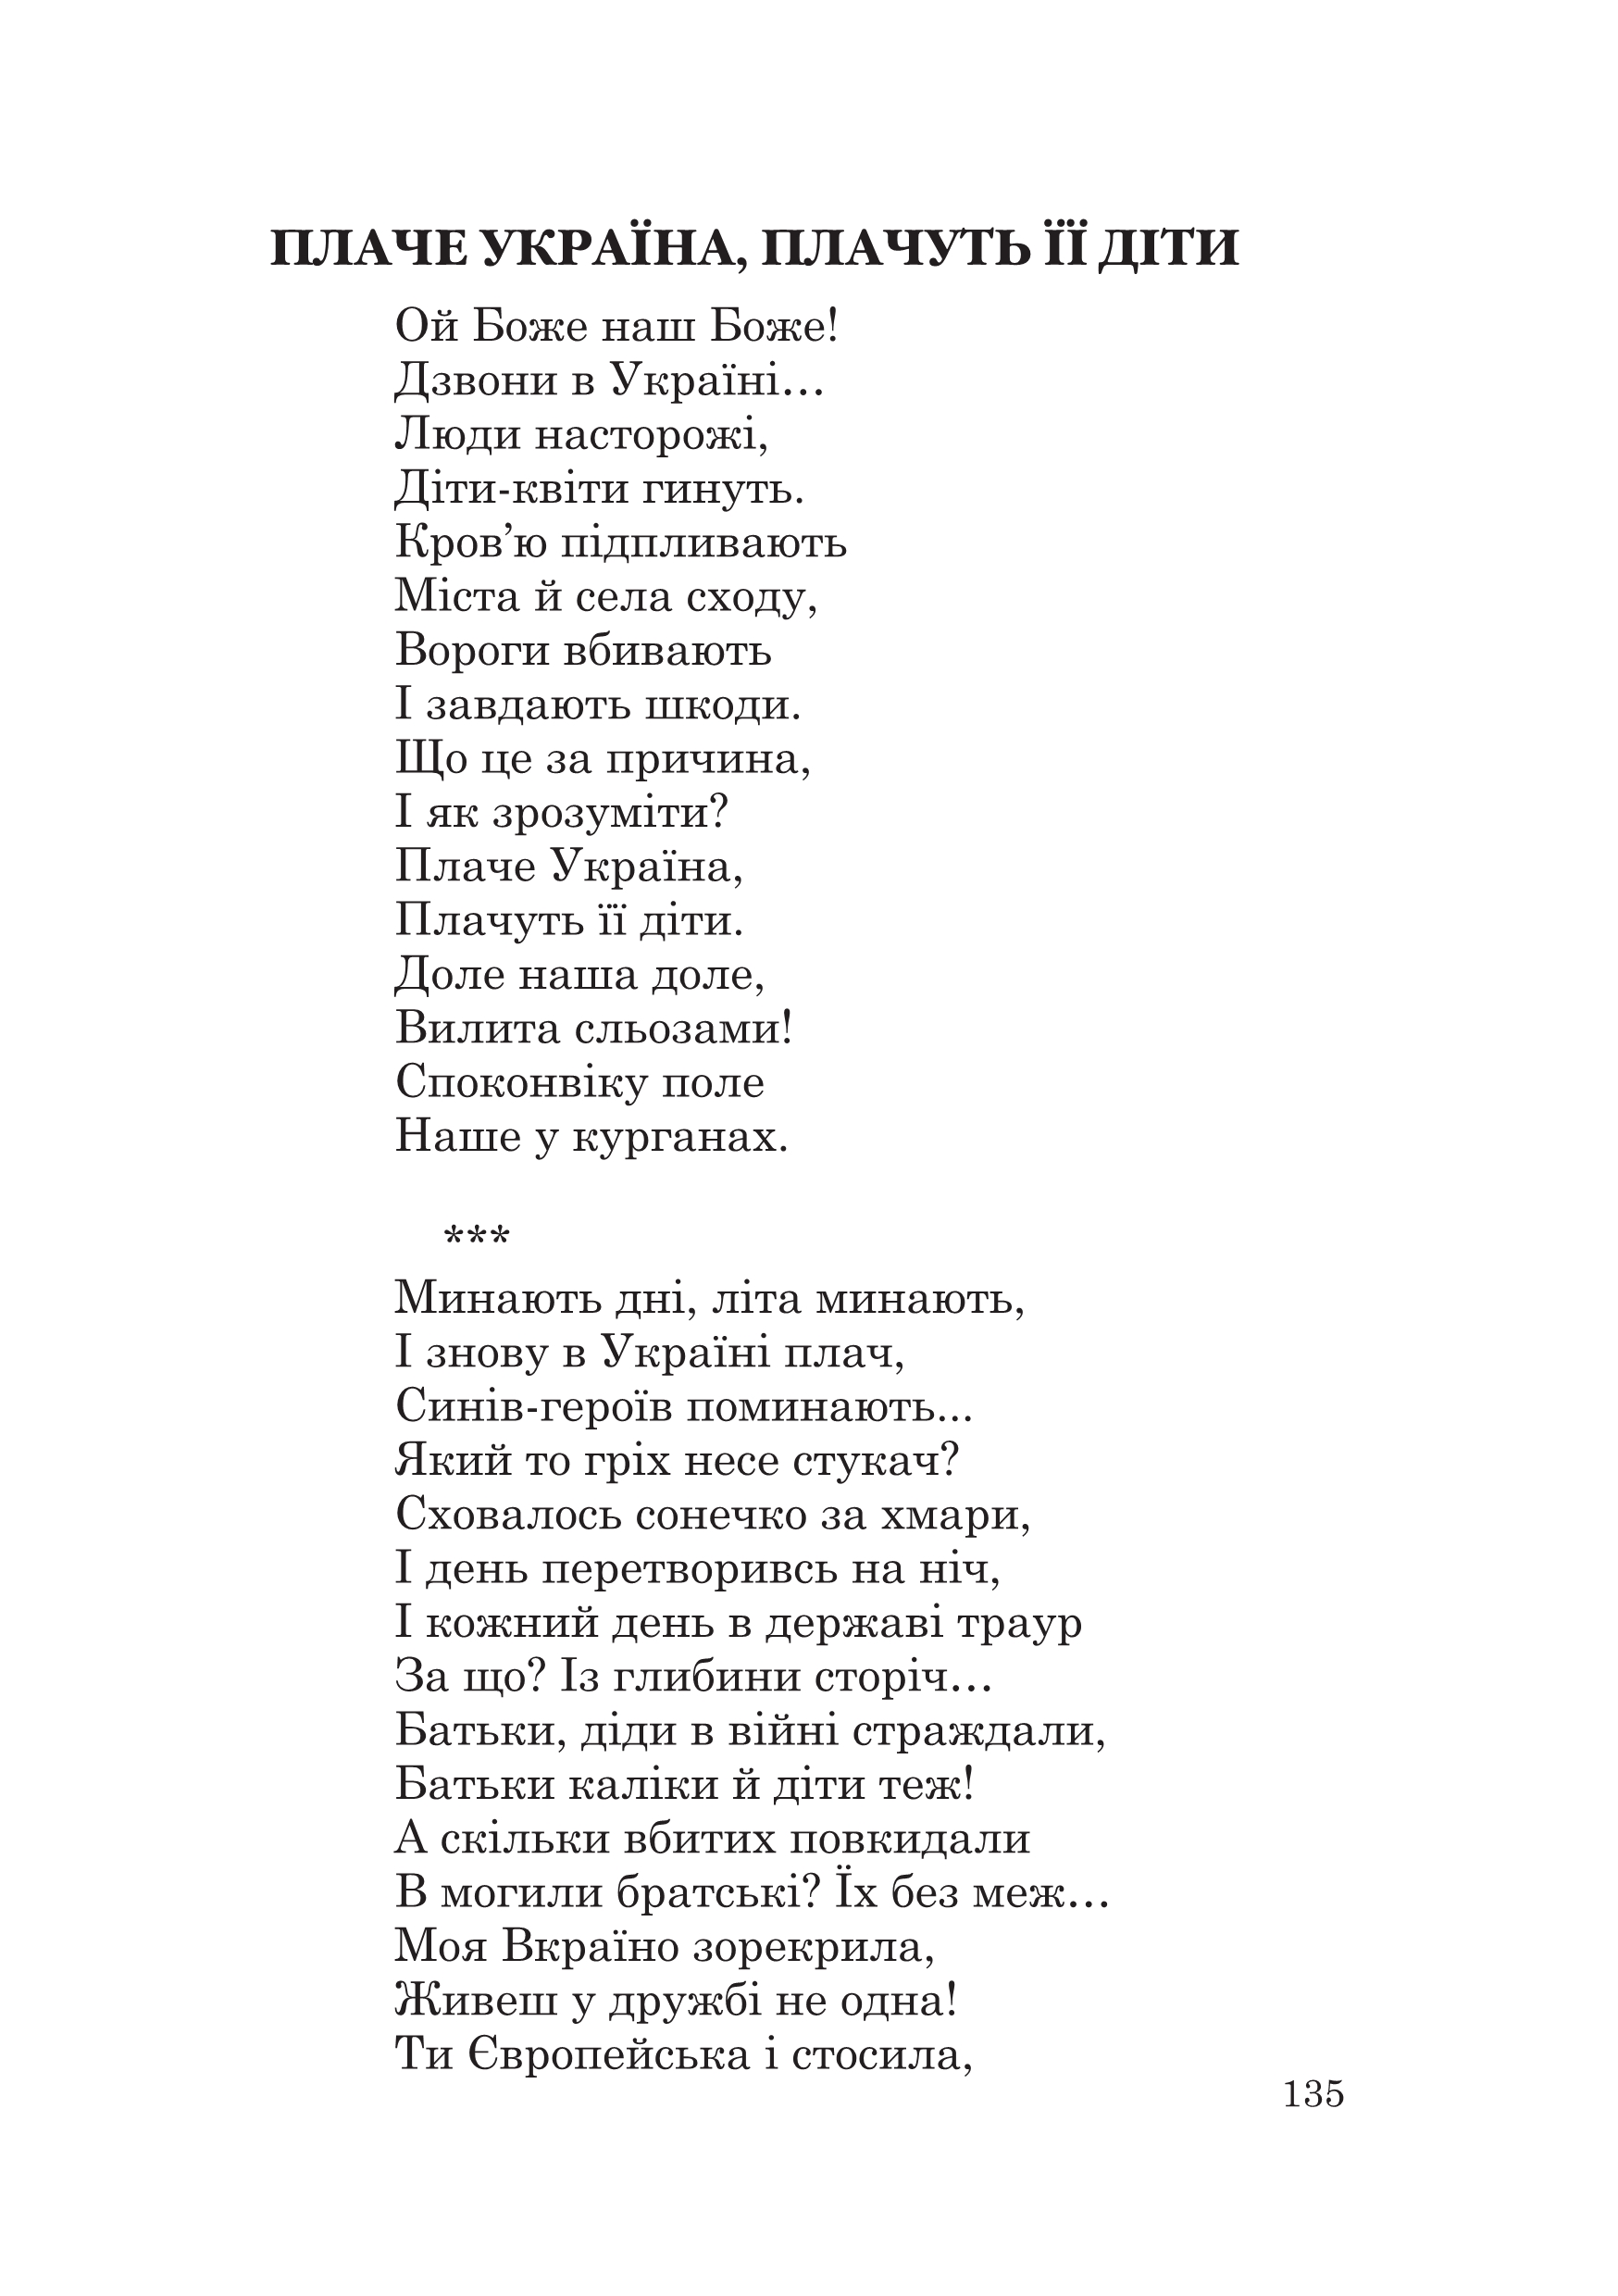 ПЛАЧЕ УКРАЇНА, ПЛАЧУТЬ ЇЇ ДІТИ
Ой Боже наш Боже!
Дзвони в Україні...
Люди насторожі,
Діти-квіти гинуть.
Кров’ю підпливають
Міста й села сходу,
Вороги вбивають
І завдають шкоди.
Що це за причина,
І як зрозуміти?
Плаче Україна,
Плачуть її діти.
Доле наша доле,
Вилита сльозами!
Споконвіку поле
Наше у курганах.
***
Минають дні, літа минають,
І знову в Україні плач,
Синів-героїв поминають...
Який то гріх несе стукач?
Сховалось сонечко за хмари,
І день перетворивсь на ніч,
І кожний день в державі траур
За що? Із глибини сторіч...
Батьки, діди в війні страждали,
Батьки каліки й діти теж!
А скільки вбитих повкидали
В могили братські? Їх без меж...
Моя Вкраїно зорекрила,
Живеш у дружбі не одна!
Ти Європейська і стосила,
135